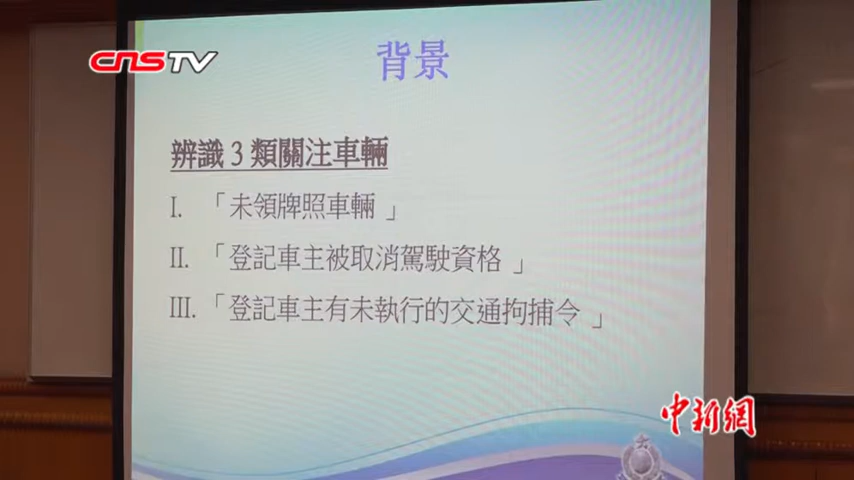 CNSTV
背景
辨識3類關注車輛
I. 「未領牌照車輛」
II. 「登記車主被取消駕駛資格」
III. 「登記車主有未執行的交通拘捕令」
中新網